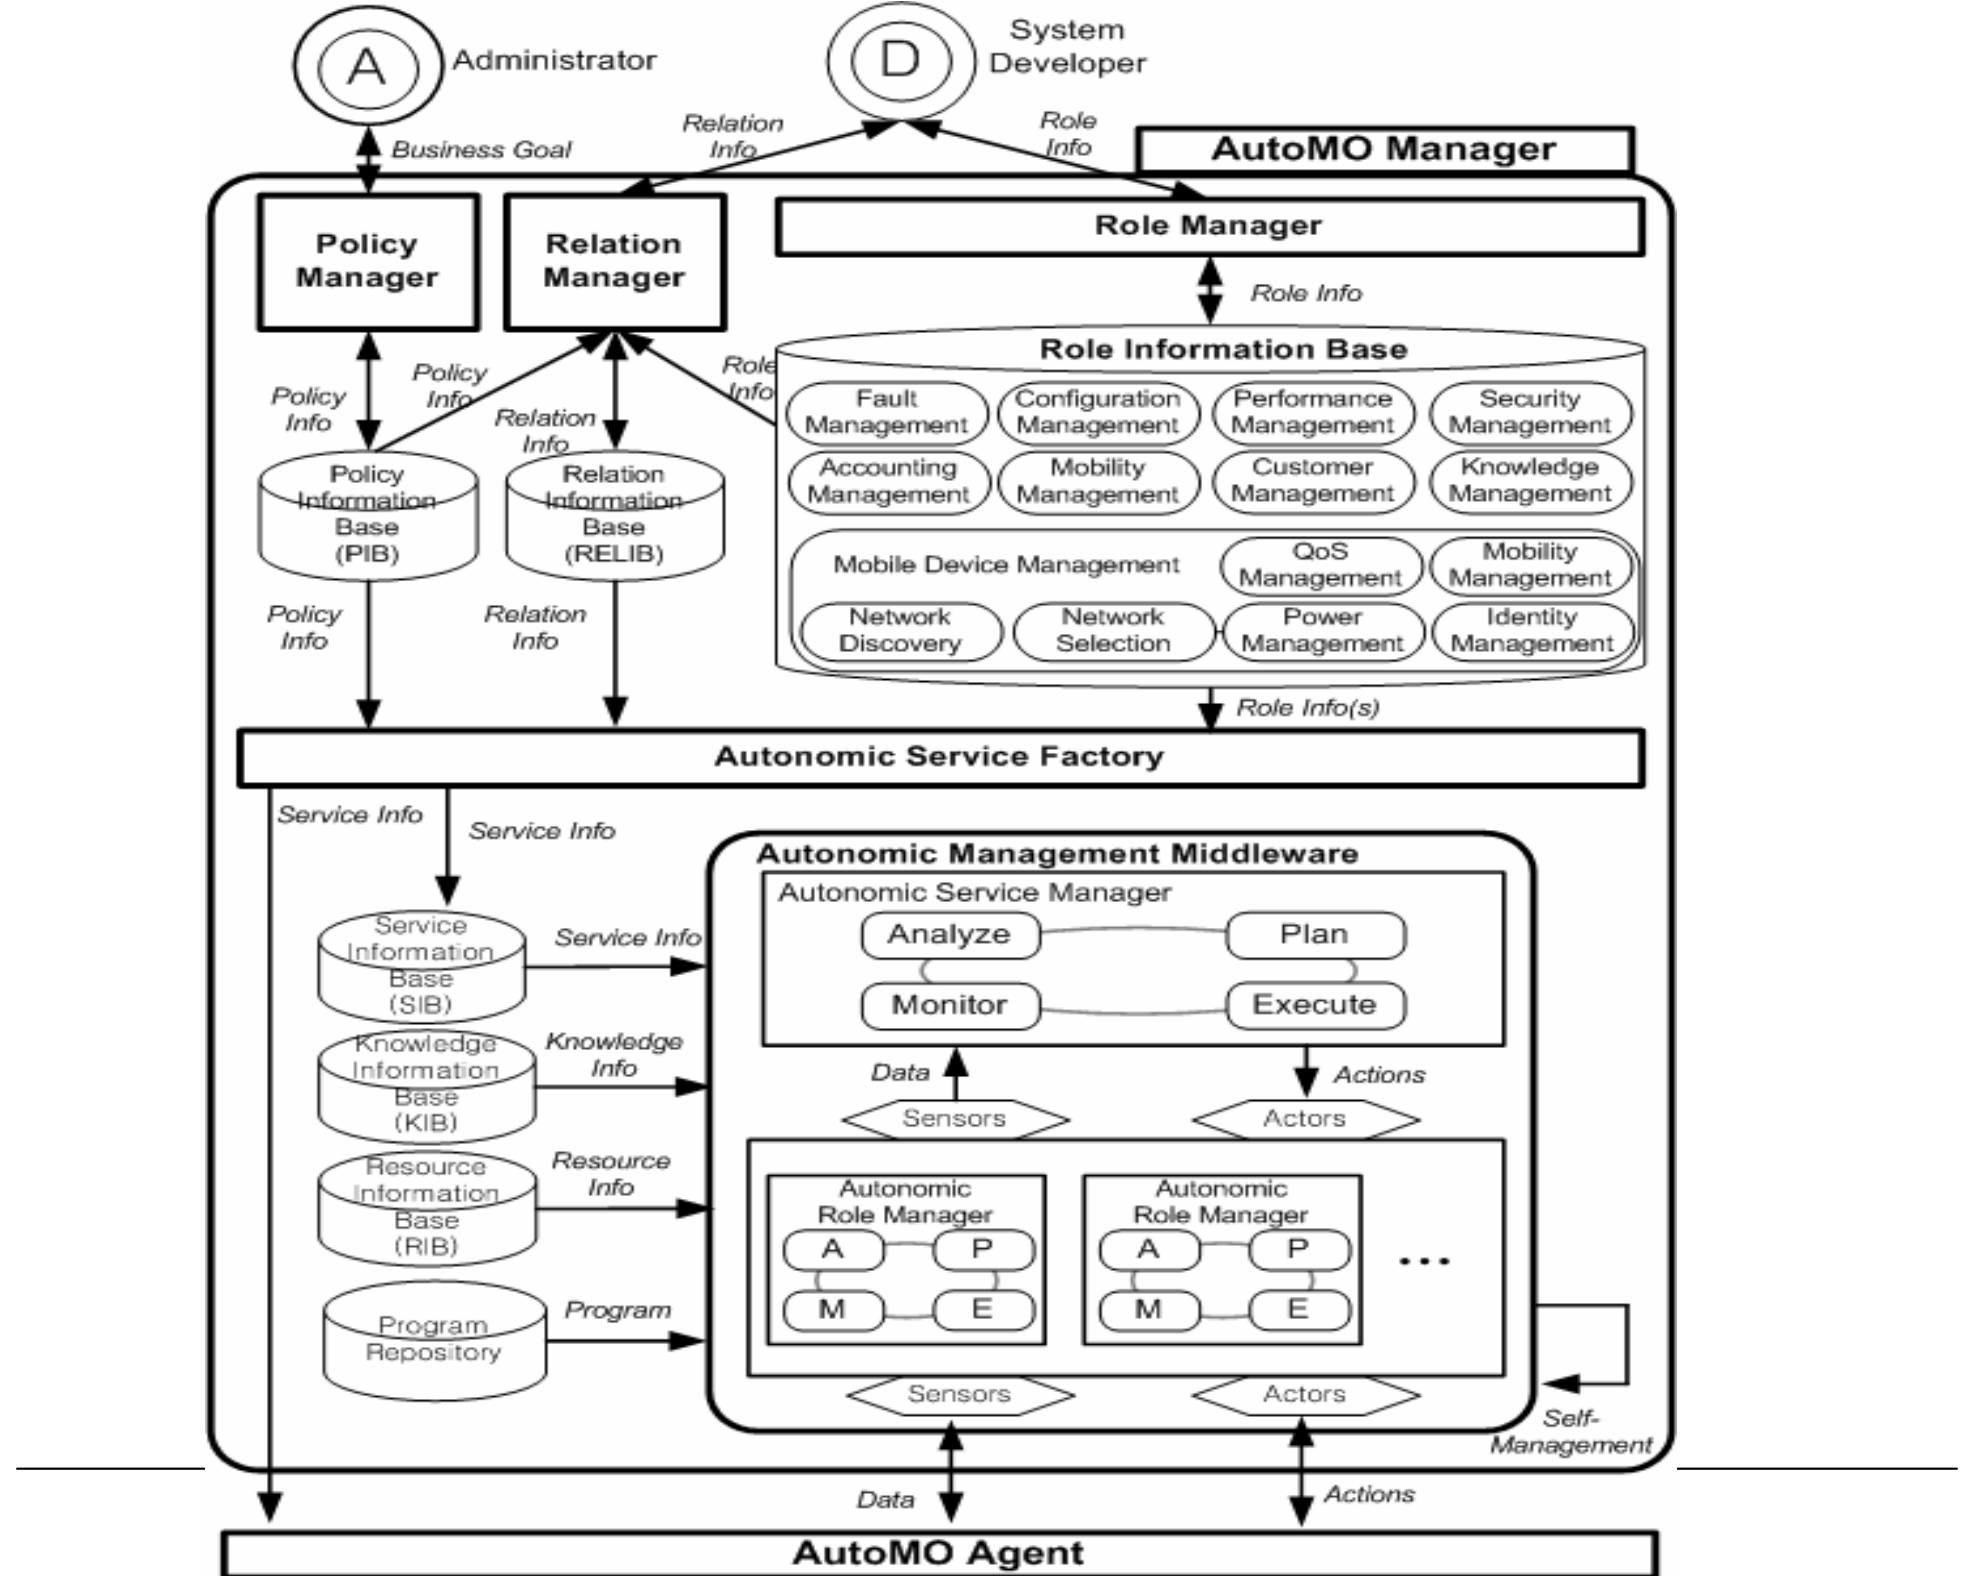 A
Administrator
D
System
Developer
Business Goal
Relation
Info
Role
Info
AutoMO Manager
Policy
Manager
Relation
Manager
Role Manager
Role Info
Policy
Info
Policy
Info
Relation
Info
Role
Info
Role Information Base
Fault
Management
Configuration
Management
Performance
Management
Security
Management
Accounting
Management
Mobility
Management
Customer
Management
Knowledge
Management
Mobile Device Management
QoS
Management
Mobility
Management
Network
Discovery
Network
Selection
Power
Management
Identity
Management
Policy
Information
Base
(PIB)
Relation
Information
Base
(RELIB)
Policy
Info
Relation
Info
Role Info(s)
Autonomic Service Factory
Service Info
Service Info
Service
Information
Base
(SIB)
Service Info
Knowledge
Information
Base
(KIB)
Knowledge
Info
Resource
Information
Base
(RIB)
Resource
Info
Program
Repository
Program
Autonomic Management Middleware
Autonomic Service Manager
Analyze
Plan
Monitor
Execute
Data
Actions
Sensors
Actors
Autonomic
Role Manager
A
P
M
E
Autonomic
Role Manager
A
P
M
E
...
Sensors
Actors
Self-
Management
Data
Actions
AutoMO Agent